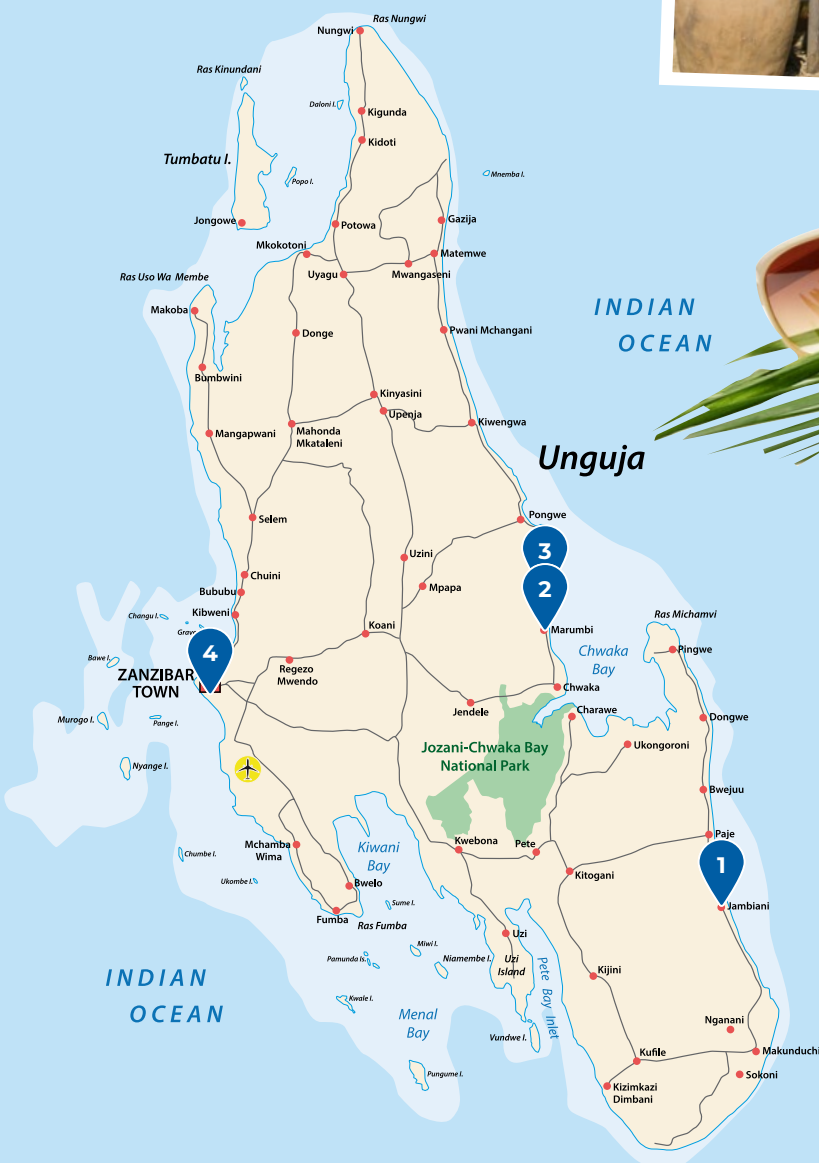 Ras Nungwi
Nungwi
Ras Kinundani
Daloni I.
Kigunda
Kidoti
Tumbatu I.
Popo I.
Mnemba I.
Jongowe
Potowa
Gazija
Mkokotoni
Matemwe
Uyagu
Mwangaseni
Ras Uso Wa Membe
Makoba
INDIAN
OCEAN
Donge
Pwani Mchangani
Bumbwini
Kinyasini
Upenja
Kiwengwa
Mangapwani
Mahonda
Mkataleni
Unguja
Selem
Pongwe
3
Uzini
Chuini
2
Mpapa
Bububu
Kibweni
Changu I.
Ras Michamvi
Koani
Marumbi
4
Chwaka
Bay
Pingwe
Bawe I.
ZANZIBAR
TOWN
Regezo
Mwendo
Chwaka
Jendele
Charawe
Dongwe
Murogo I.
Pange I.
Jozani-Chwaka Bay
National Park
Ukongoroni
Nyange I.
Bwejuu
Paje
Mchamba
Wima
Kiwani
Bay
Kwebona
Pete
Chumbe I.
1
Kitogani
Ukombe I.
Bwelo
Sume I.
Jambiani
Fumba
Ras Fumba
Uzi
Miwi I.
Pamunda Is.
Niamembe I.
Uzi
Island
Pete Bay Inlet
Kijini
INDIAN
OCEAN
Kwale I.
Menal
Bay
Nganani
Vundwe I.
Kufile
Makunduchi
Pungume I.
Sokoni
Kizimkazi
Dimbani